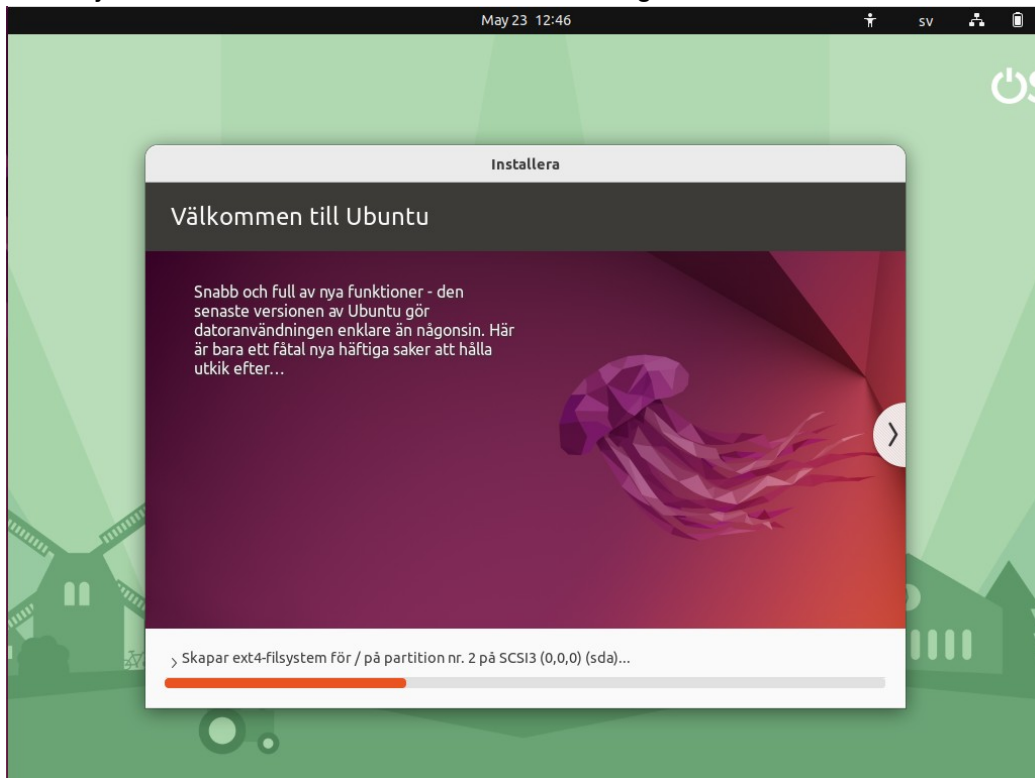 May 23 12:46
sv
Installera
Välkommen till Ubuntu
Snabb och full av nya funktioner - den
senaste versionen av Ubuntu gör
datoranvändningen enklare än någonsin. Här
är bara ett fåtal nya häftiga saker att hålla
utkik efter…
Skapar ext4-filsystem för / på partition nr. 2 på SCSI3 (0,0,0) (sda)...